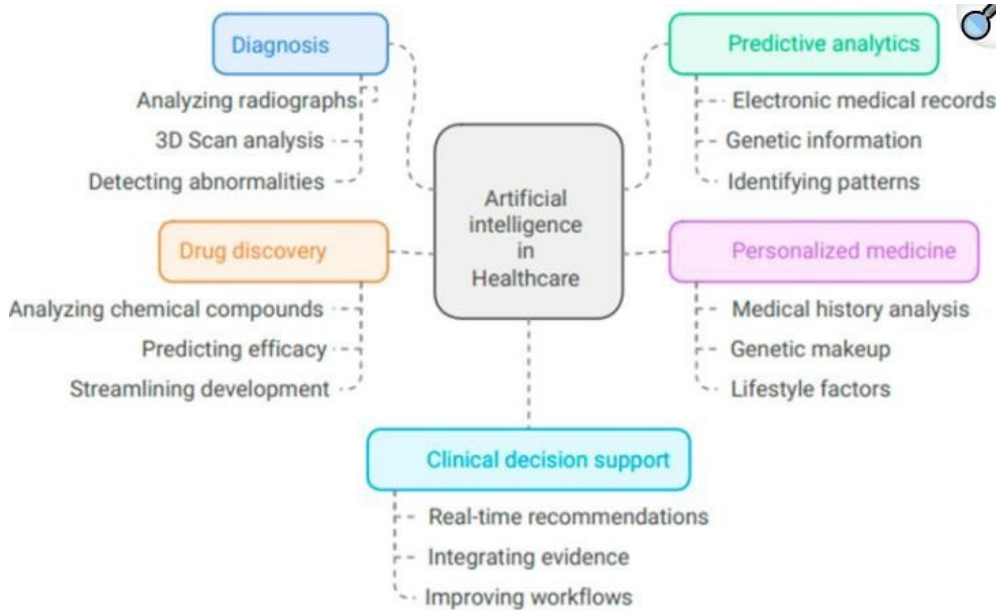 Diagnosis
Analyzing radiographs
3D Scan analysis
Detecting abnormalities
Drug discovery
Analyzing chemical compounds
Predicting efficacy
Streamlining development
Artificial
intelligence
in
Healthcare
Predictive analytics
Electronic medical records
Genetic information
Identifying patterns
Personalized medicine
Medical history analysis
Genetic makeup
Lifestyle factors
Clinical decision support
Real-time recommendations
Integrating evidence
Improving workflows